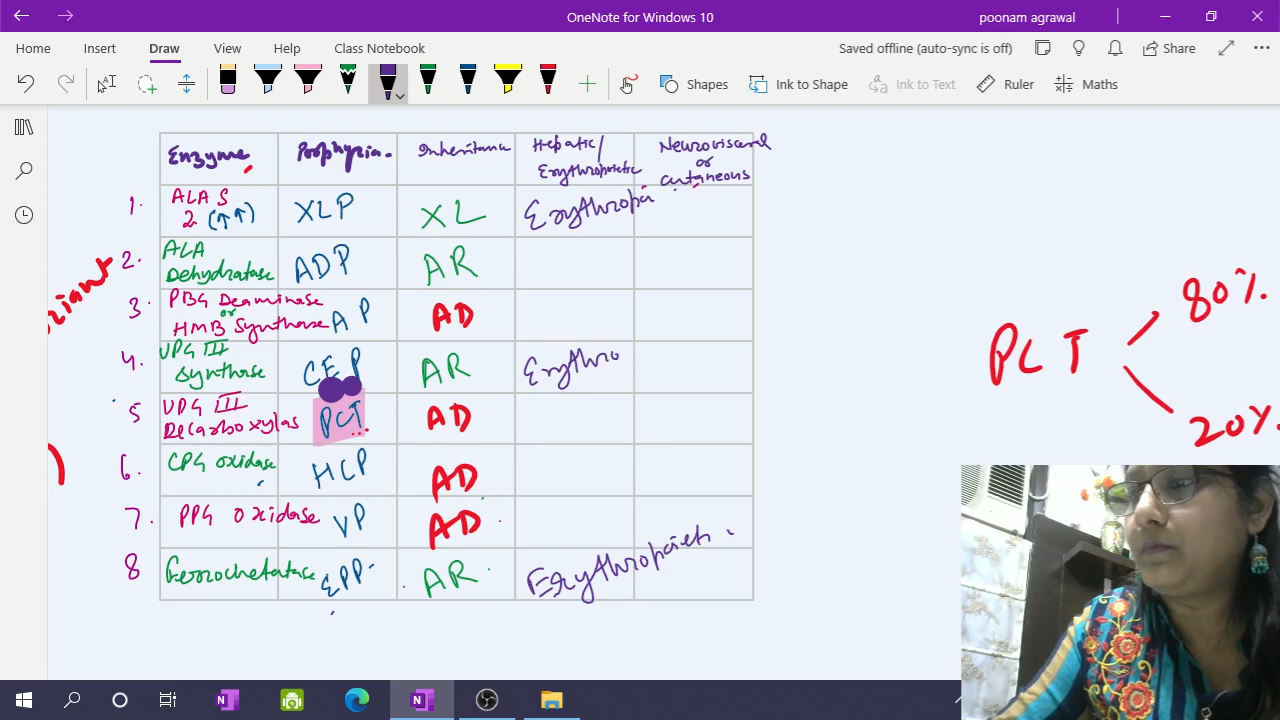 OneNote for Windows 10
poonam agrawal
Home Insert Draw View Help Class Notebook
Saved offline (auto-sync is off)
Share
Shapes
Ink to Shape
Ink to Text
Ruler
Maths
Enzyme Porphyria. Inheritance Hepatic/ Erythropoietic Neurovisceral or cutaneous
1. ALA S 2 (↑↑) XLP XL Erythropoi
2. ALA Dehydratase ADP AR
3. PBG Deaminase or HMB Synthase AP AD
4. UPG III Synthase CEP AR Erythro
5 UPG III Decarboxylas PCT AD
6. CPG oxidase HCP AD
7. PPG oxidase VP AD
8 Ferrochelatase EPP AR Erythropoieti
PCT
80%.
20%.